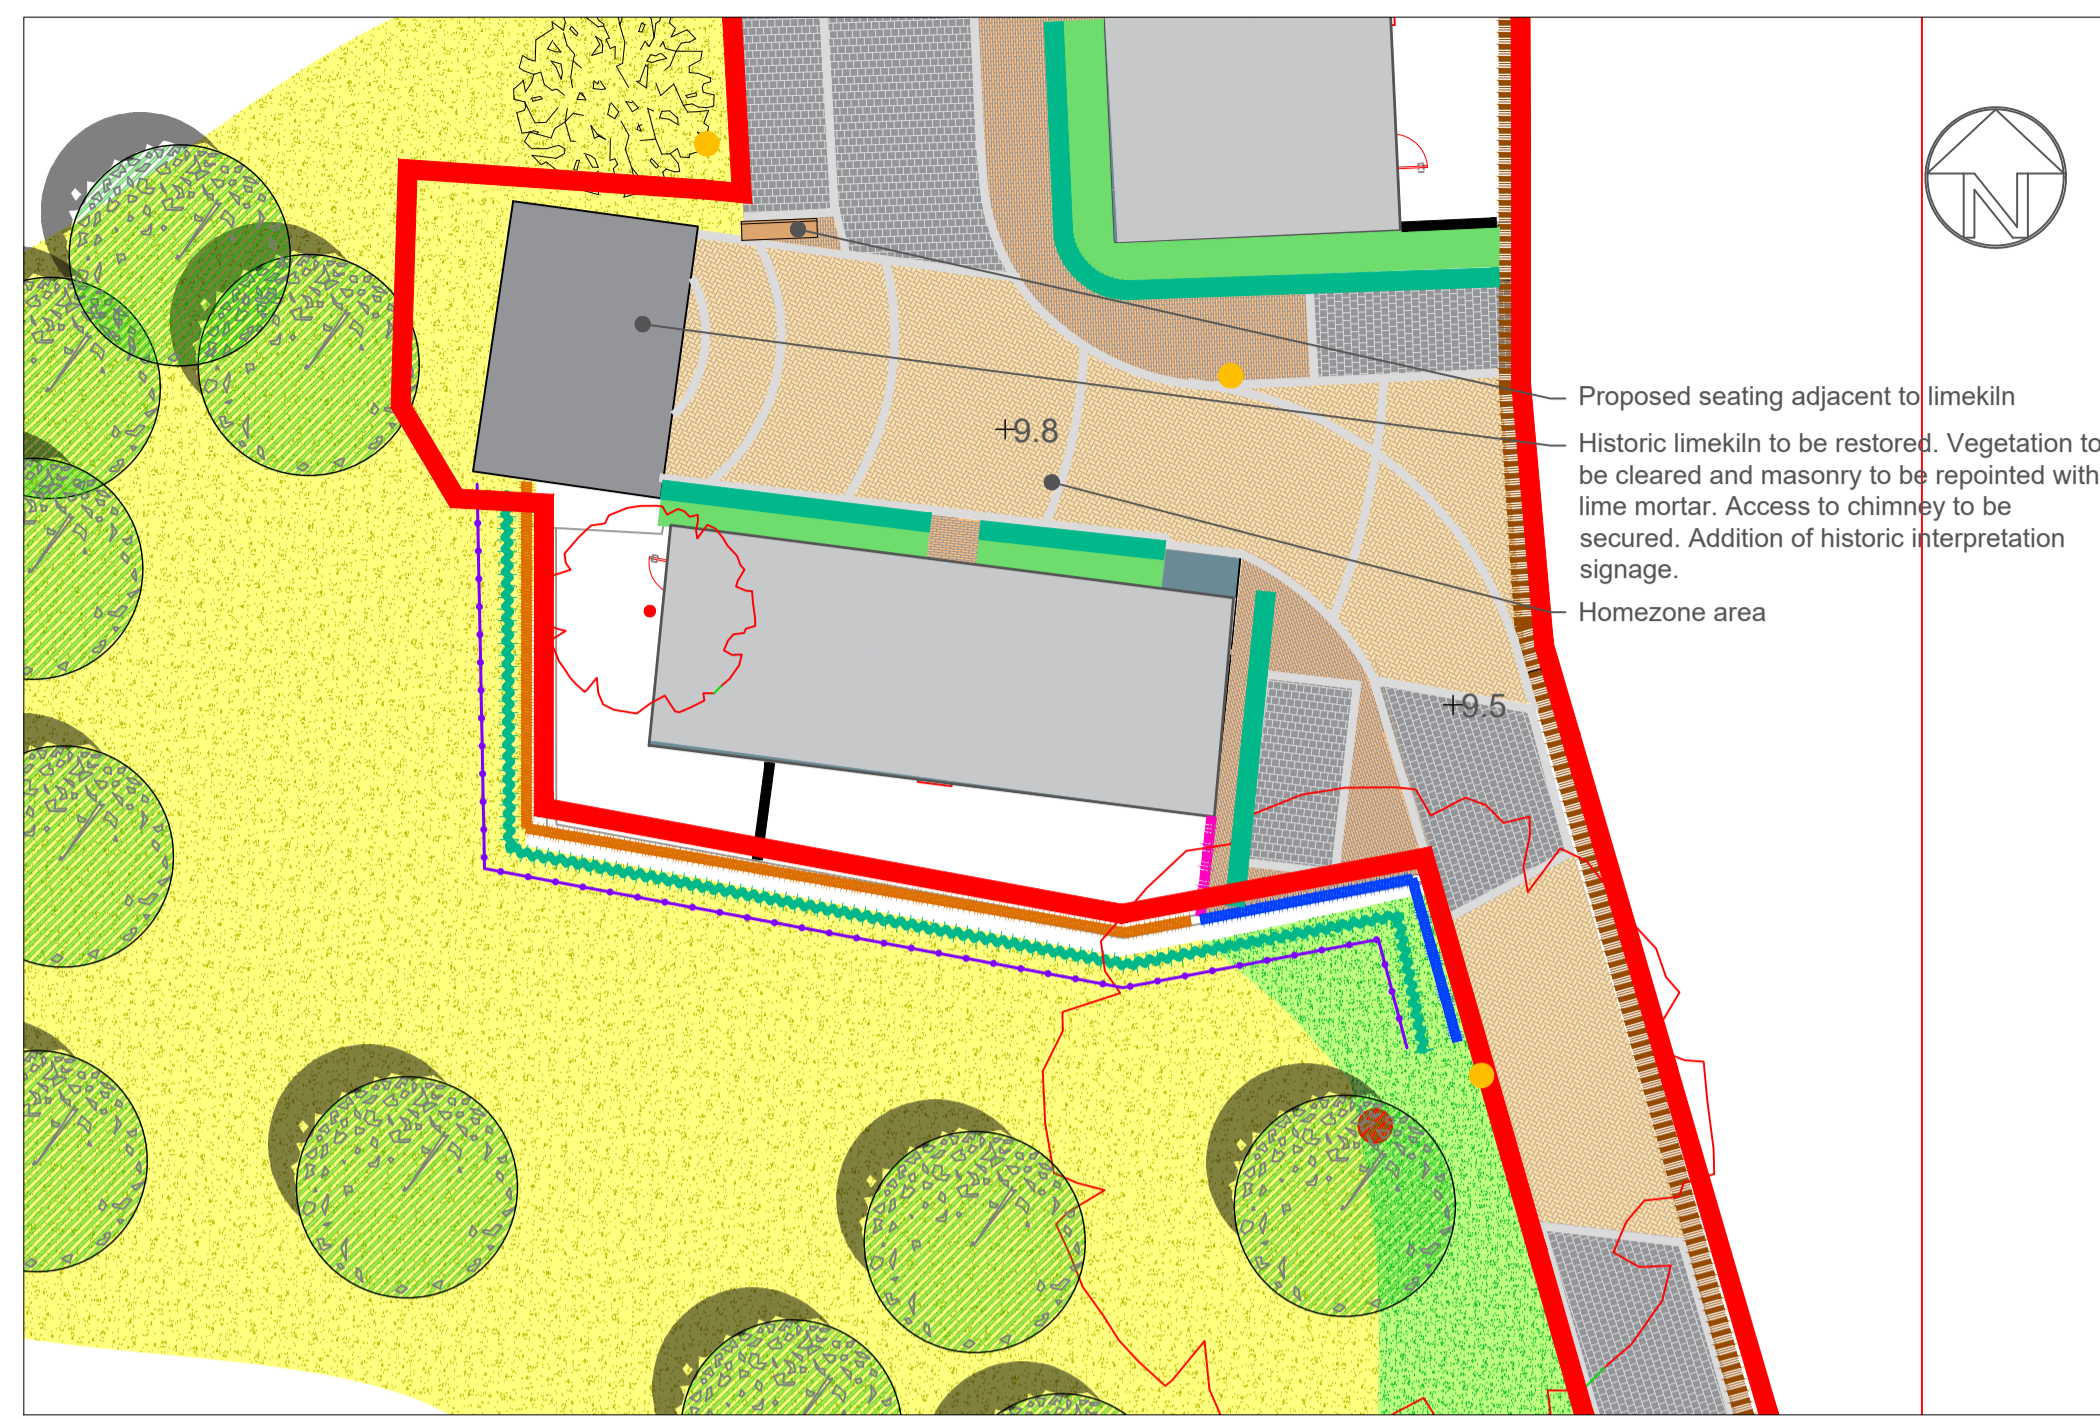 N
Proposed seating adjacent to limekiln
+9.8
Historic limekiln to be restored. Vegetation to
be cleared and masonry to be repointed with
lime mortar. Access to chimney to be
secured. Addition of historic interpretation
signage.
Homezone area
+9.5